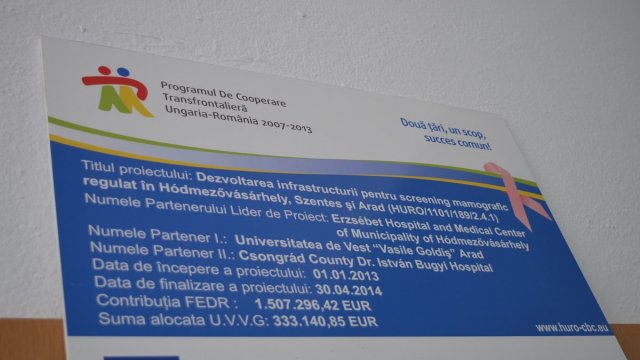 Programul De Cooperare
Transfrontalieră
Ungaria-România 2007-2013
Două țări, un scop,
succes comun!
Titlul proiectului: Dezvoltarea infrastructurii pentru screening mamografic
regulat în Hódmezővásárhely, Szentes și Arad (HURO/1101/189/2.4.1)
Numele Partenerului Lider de Proiect: Erzsébet Hospital and Medical Center
of Municipality of Hódmezővásárhely
Numele Partener I.: Universitatea de Vest "Vasile Goldiș" Arad
Numele Partener II.: Csongrád County Dr. István Bugyi Hospital
Data de începere a proiectului: 01.01.2013
Data de finalizare a proiectului: 30.04.2014
Contribuția FEDR : 1.507.296,42 EUR
Suma alocata U.V.V.G: 333.140,85 EUR
www.huro-cbc.eu